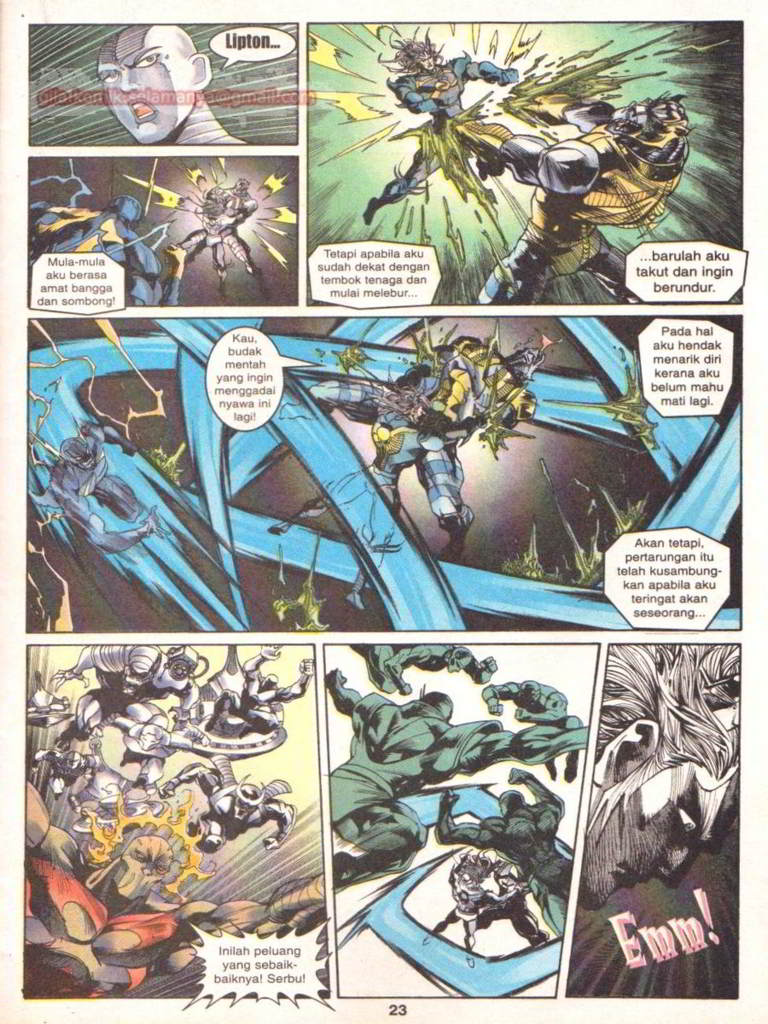 Lipton...
Mula-mula
aku berasa
amat bangga
dan sombong!
Tetapi apabila aku
sudah dekat dengan
tembok tenaga dan
mulai melebur...
...barulah aku
takut dan ingin
berundur.
Kau,
budak
mentah
yang ingin
menggadai
nyawa ini
lagi!
Pada hal
aku hendak
menarik diri
kerana aku
belum mahu
mati lagi.
Akan tetapi,
pertarungan itu
telah kusambung-
kan apabila aku
teringat akan
seseorang...
Inilah peluang
yang sebaik-
baiknya! Serbu!
Emm!
23